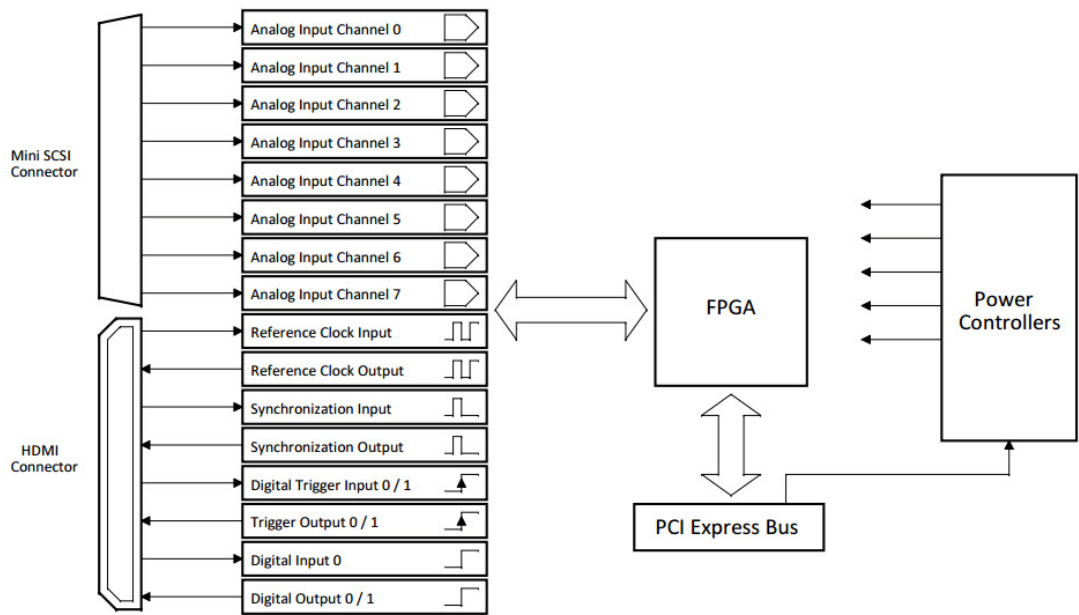 Analog Input Channel 0
Analog Input Channel 1
Analog Input Channel 2
Analog Input Channel 3
Analog Input Channel 4
Analog Input Channel 5
Analog Input Channel 6
Analog Input Channel 7
Reference Clock Input
Reference Clock Output
Synchronization Input
Synchronization Output
Digital Trigger Input 0 / 1
Trigger Output 0 / 1
Digital Input 0
Digital Output 0 / 1
Mini SCSI
Connector
HDMI
Connector
FPGA
PCI Express Bus
Power
Controllers